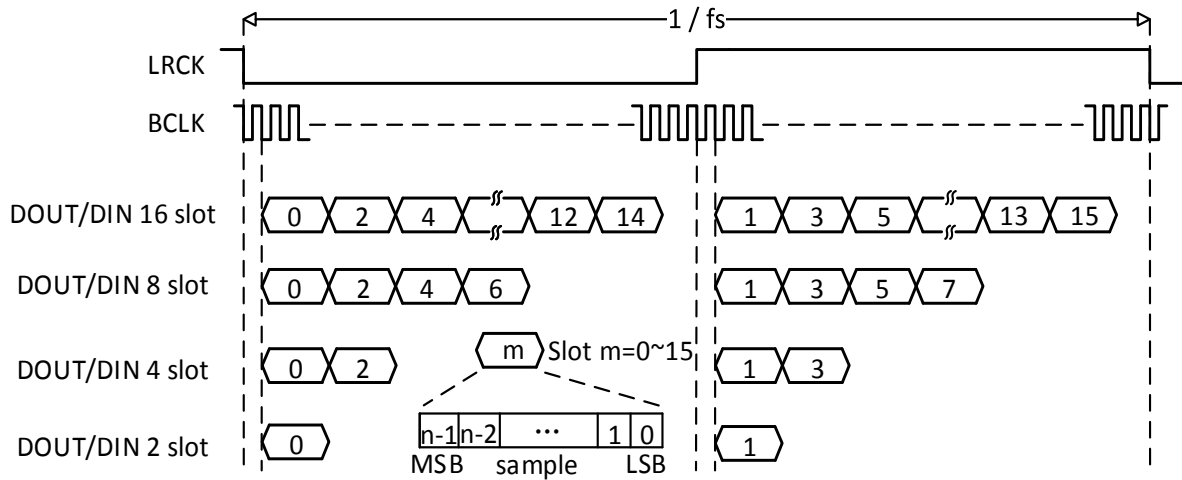 1 / fs
LRCK
BCLK
DOUT/DIN 16 slot 0 2 4 12 14 1 3 5 13 15
DOUT/DIN 8 slot 0 2 4 6 1 3 5 7
m Slot m=0~15
DOUT/DIN 4 slot 0 2 1 3
n-1 n-2 ... 1 0
DOUT/DIN 2 slot 0 1
MSB sample LSB